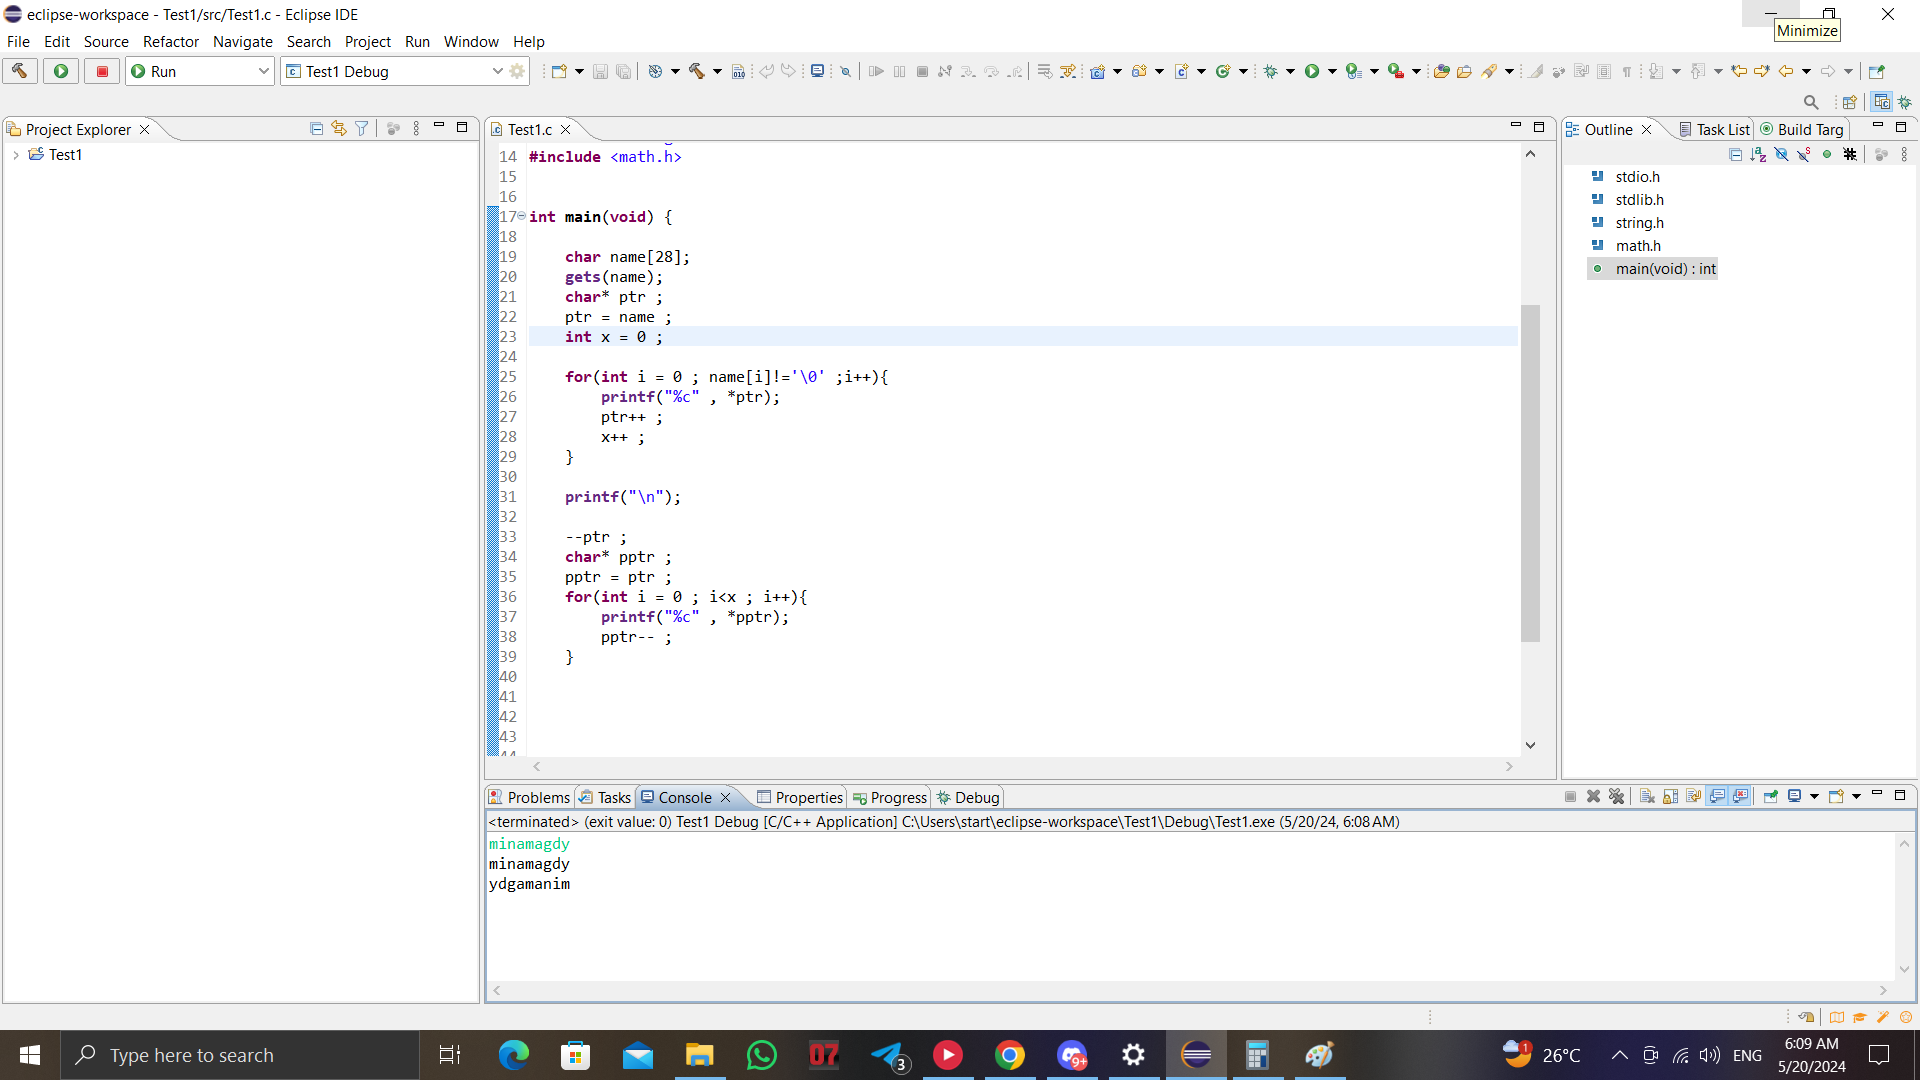 eclipse-workspace - Test1/src/Test1.c - Eclipse IDE
Minimize
File Edit Source Refactor Navigate Search Project Run Window Help
Run
Test1 Debug
Project Explorer
Test1
Test1.c
14 #include <math.h>
15
16
17 int main(void) {
18
19 char name[28];
20 gets(name);
21 char* ptr ;
22 ptr = name ;
23 int x = 0 ;
24
25 for(int i = 0 ; name[i]!='\0' ;i++){
26 printf("%c" , *ptr);
27 ptr++ ;
28 x++ ;
29 }
30
31 printf("\n");
32
33 --ptr ;
34 char* pptr ;
35 pptr = ptr ;
36 for(int i = 0 ; i<x ; i++){
37 printf("%c" , *pptr);
38 pptr-- ;
39 }
40
41
42
43
Outline Task List Build Targ
stdio.h
stdlib.h
string.h
math.h
main(void) : int
Problems Tasks Console Properties Progress Debug
<terminated> (exit value: 0) Test1 Debug [C/C++ Application] C:\Users\start\eclipse-workspace\Test1\Debug\Test1.exe (5/20/24, 6:08 AM)
minamagdy
minamagdy
ydgamanim
Type here to search
07
3
9+
1
26°C
ENG
6:09 AM
5/20/2024